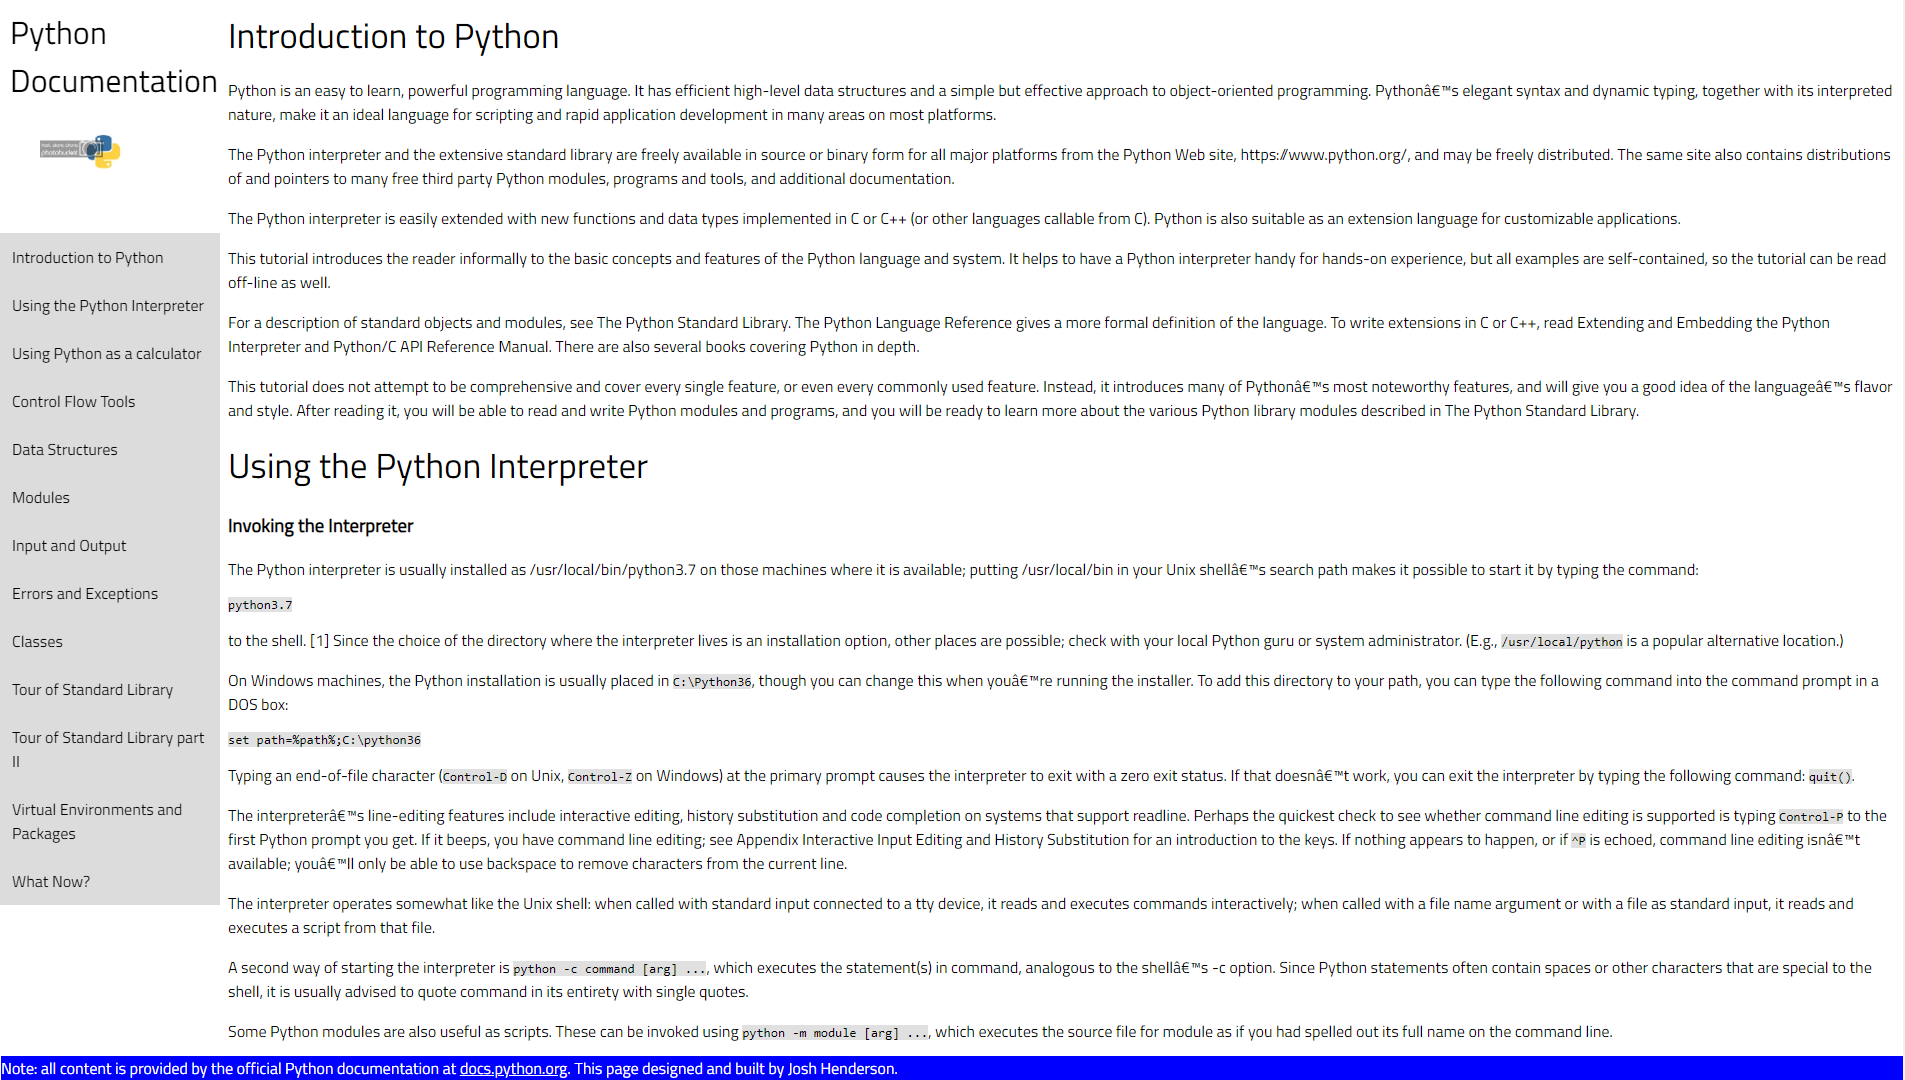 Python
Documentation
Introduction to Python
Using the Python Interpreter
Using Python as a calculator
Control Flow Tools
Data Structures
Modules
Input and Output
Errors and Exceptions
Classes
Tour of Standard Library
Tour of Standard Library part
II
Virtual Environments and
Packages
What Now?
Introduction to Python
Python is an easy to learn, powerful programming language. It has efficient high-level data structures and a simple but effective approach to object-oriented programming. Pythonâ€™s elegant syntax and dynamic typing, together with its interpreted
nature, make it an ideal language for scripting and rapid application development in many areas on most platforms.
The Python interpreter and the extensive standard library are freely available in source or binary form for all major platforms from the Python Web site, https://www.python.org/, and may be freely distributed. The same site also contains distributions
of and pointers to many free third party Python modules, programs and tools, and additional documentation.
The Python interpreter is easily extended with new functions and data types implemented in C or C++ (or other languages callable from C). Python is also suitable as an extension language for customizable applications.
This tutorial introduces the reader informally to the basic concepts and features of the Python language and system. It helps to have a Python interpreter handy for hands-on experience, but all examples are self-contained, so the tutorial can be read
off-line as well.
For a description of standard objects and modules, see The Python Standard Library. The Python Language Reference gives a more formal definition of the language. To write extensions in C or C++, read Extending and Embedding the Python
Interpreter and Python/C API Reference Manual. There are also several books covering Python in depth.
This tutorial does not attempt to be comprehensive and cover every single feature, or even every commonly used feature. Instead, it introduces many of Pythonâ€™s most noteworthy features, and will give you a good idea of the languageâ€™s flavor
and style. After reading it, you will be able to read and write Python modules and programs, and you will be ready to learn more about the various Python library modules described in The Python Standard Library.
Using the Python Interpreter
Invoking the Interpreter
The Python interpreter is usually installed as /usr/local/bin/python3.7 on those machines where it is available; putting /usr/local/bin in your Unix shellâ€™s search path makes it possible to start it by typing the command:
python3.7
to the shell. [1] Since the choice of the directory where the interpreter lives is an installation option, other places are possible; check with your local Python guru or system administrator. (E.g., /usr/local/python is a popular alternative location.)
On Windows machines, the Python installation is usually placed in C:\Python36, though you can change this when youâ€™re running the installer. To add this directory to your path, you can type the following command into the command prompt in a
DOS box:
set path=%path%;C:\python36
Typing an end-of-file character (Control-D on Unix, Control-Z on Windows) at the primary prompt causes the interpreter to exit with a zero exit status. If that doesnâ€™t work, you can exit the interpreter by typing the following command: quit().
The interpreterâ€™s line-editing features include interactive editing, history substitution and code completion on systems that support readline. Perhaps the quickest check to see whether command line editing is supported is typing Control-P to the
first Python prompt you get. If it beeps, you have command line editing; see Appendix Interactive Input Editing and History Substitution for an introduction to the keys. If nothing appears to happen, or if ^P is echoed, command line editing isnâ€™t
available; youâ€™ll only be able to use backspace to remove characters from the current line.
The interpreter operates somewhat like the Unix shell: when called with standard input connected to a tty device, it reads and executes commands interactively; when called with a file name argument or with a file as standard input, it reads and
executes a script from that file.
A second way of starting the interpreter is python -c command [arg] ..., which executes the statement(s) in command, analogous to the shellâ€™s -c option. Since Python statements often contain spaces or other characters that are special to the
shell, it is usually advised to quote command in its entirety with single quotes.
Some Python modules are also useful as scripts. These can be invoked using python -m module [arg] ..., which executes the source file for module as if you had spelled out its full name on the command line.
Note: all content is provided by the official Python documentation at docs.python.org. This page designed and built by Josh Henderson.